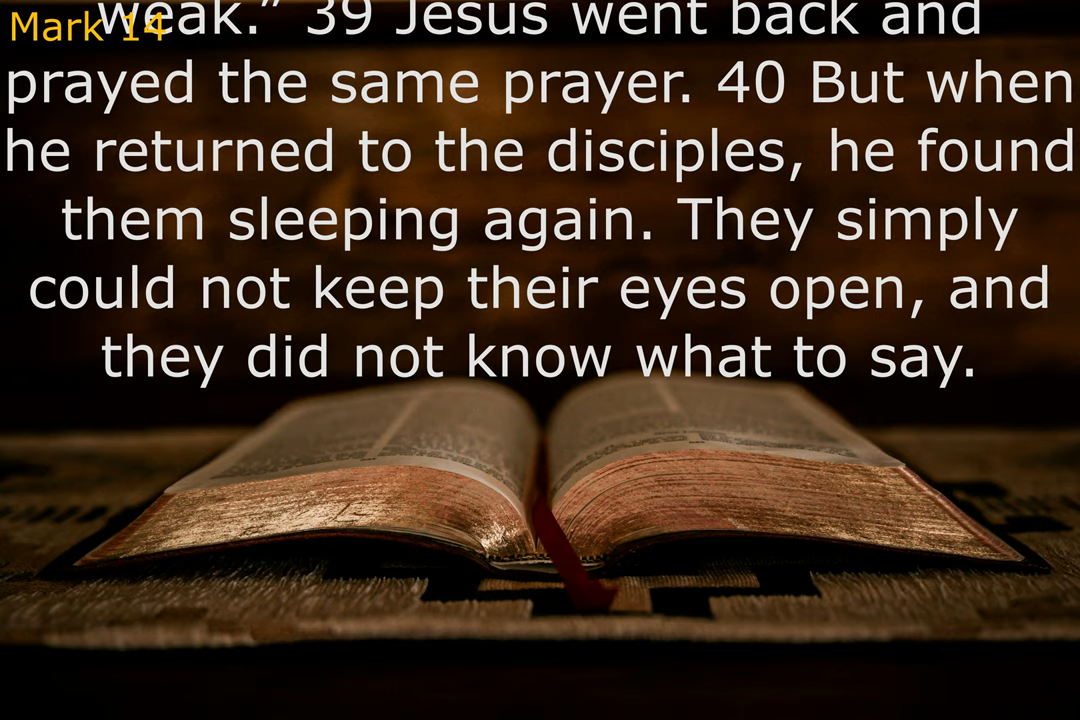 Mark 14
weak.” 39 Jesus went back and
prayed the same prayer. 40 But when
he returned to the disciples, he found
them sleeping again. They simply
could not keep their eyes open, and
they did not know what to say.